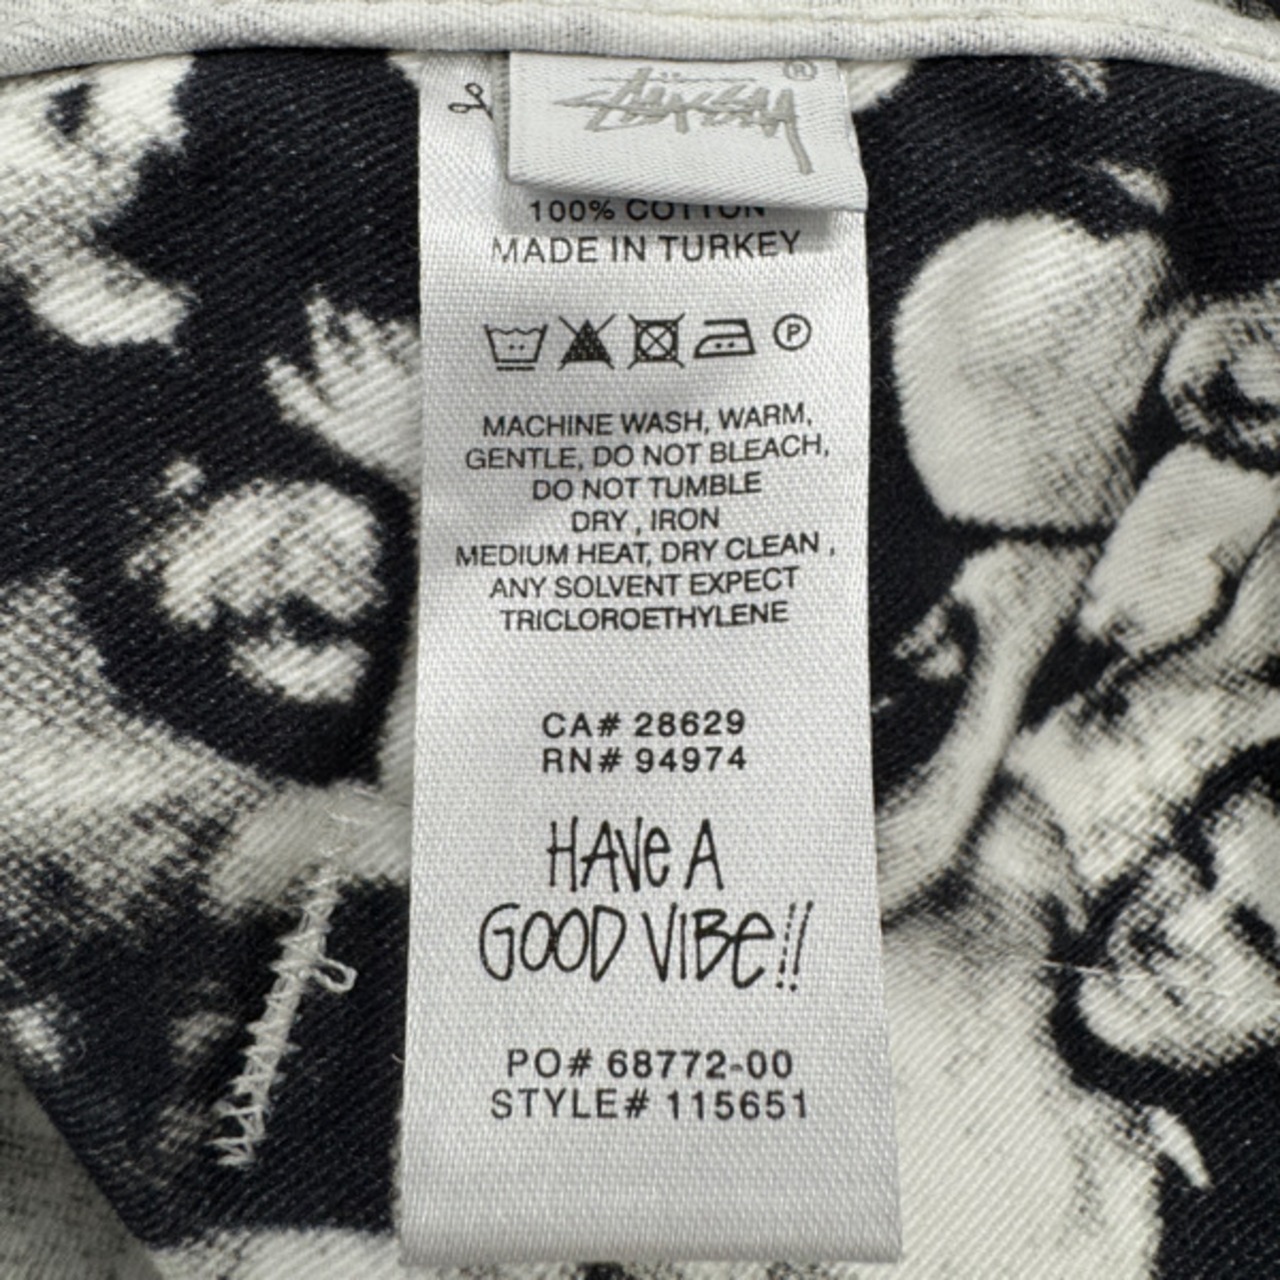 STÜSSY ®
100% COTTON
MADE IN TURKEY
P
MACHINE WASH, WARM,
GENTLE, DO NOT BLEACH,
DO NOT TUMBLE
DRY , IRON
MEDIUM HEAT, DRY CLEAN ,
ANY SOLVENT EXPECT
TRICLOROETHYLENE
CA# 28629
RN# 94974
HAVe A
GOOD VIBe!!
PO# 68772-00
STYLE# 115651